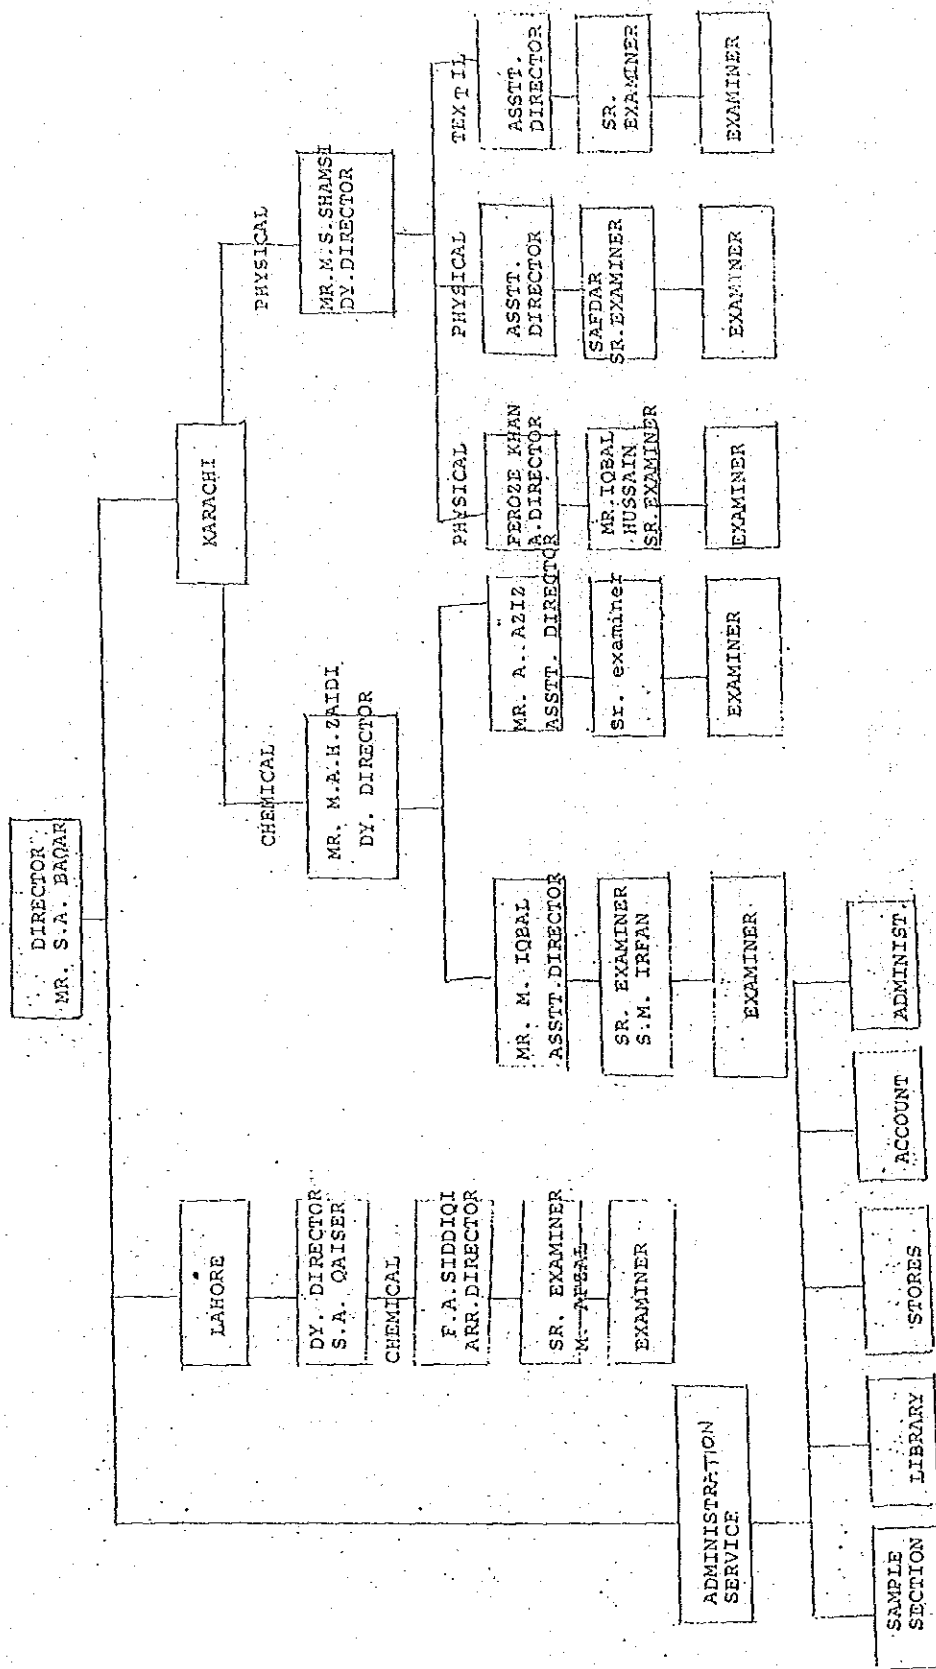 DIRECTOR
MR. S.A. BAQAR
LAHORE
DY. DIRECTOR
S.A. QAISER
CHEMICAL
F.A.SIDDIQI
ARR.DIRECTOR
SR. EXAMINER
M. AFZAL
EXAMINER
KARACHI
CHEMICAL
MR. M.A.H.ZAIDI
DY. DIRECTOR
MR. M. IQBAL
ASSTT.DIRECTOR
SR. EXAMINER
S.M. IRFAN
EXAMINER
MR. A. AZIZ
ASSTT. DIRECTOR
Sr. examiner
EXAMINER
PHYSICAL
MR.M.S.SHAMSI
DY.DIRECTOR
PHYSICAL
FEROZE KHAN
A.DIRECTOR
MR.IQBAL
HUSSAIN
SR.EXAMINER
EXAMINER
PHYSICAL
ASSTT.
DIRECTOR
SAFDAR
SR.EXAMINER
EXAMINER
TEXTIL
ASSTT.
DIRECTOR
SR.
EXAMINER
EXAMINER
ADMINISTRATION
SERVICE
SAMPLE
SECTION
LIBRARY
STORES
ACCOUNT
ADMINIST.